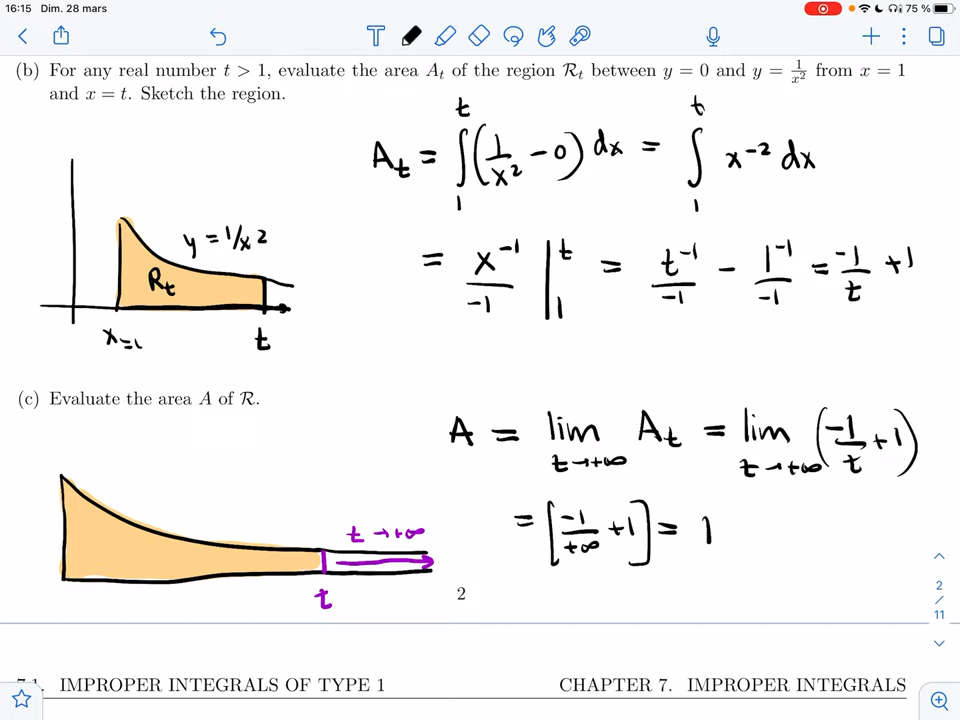 16:15 Dim. 28 mars 75 %
(b) For any real number t > 1, evaluate the area A_t of the region R_t between y = 0 and y = 1/x² from x = 1
and x = t. Sketch the region.
A_t = ∫₁ᵗ (1/x² - 0) dx = ∫₁ᵗ x⁻² dx
y = 1/x²
R_t
x=1
t
= x⁻¹/-1 |₁ᵗ = t⁻¹/-1 - 1⁻¹/-1 = -1/t + 1
(c) Evaluate the area A of R.
A = lim_{t→+∞} A_t = lim_{t→+∞} (-1/t + 1)
= [-1/+∞ + 1] = 1
t→+∞
t
2
2
/
11
7.1. IMPROPER INTEGRALS OF TYPE 1 CHAPTER 7. IMPROPER INTEGRALS